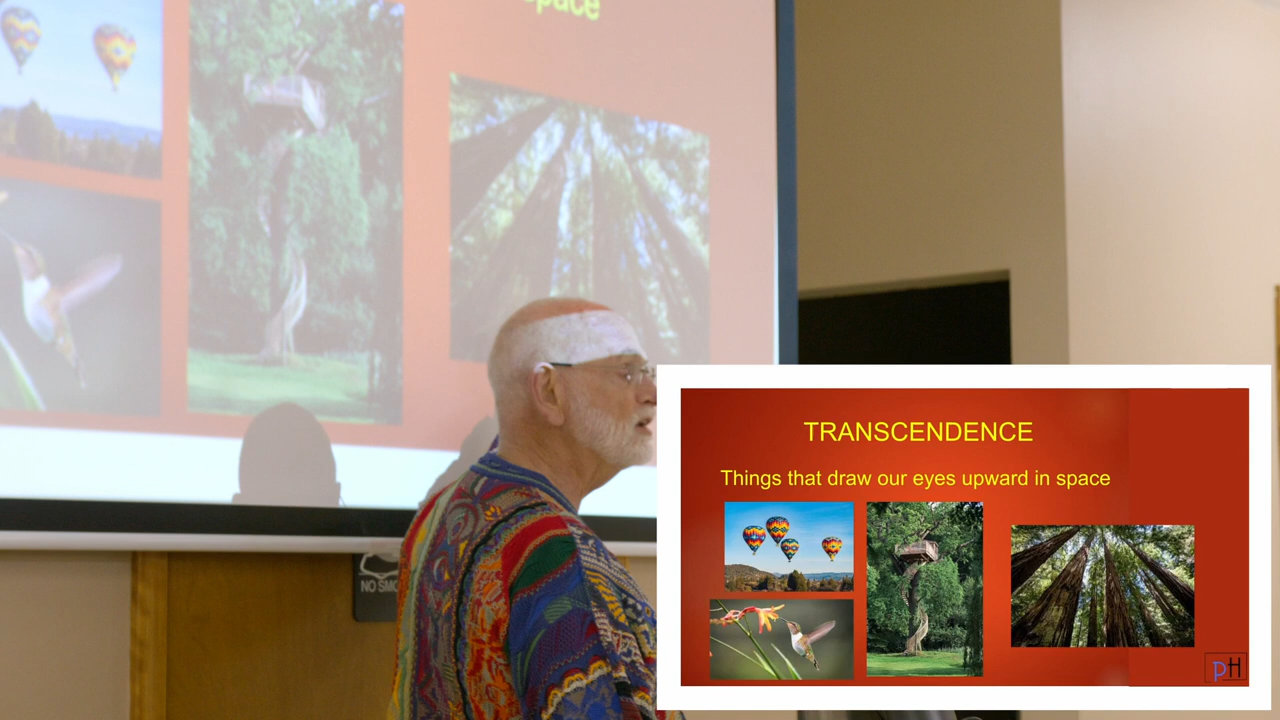 space
NO SMO
TRANSCENDENCE
Things that draw our eyes upward in space
pH